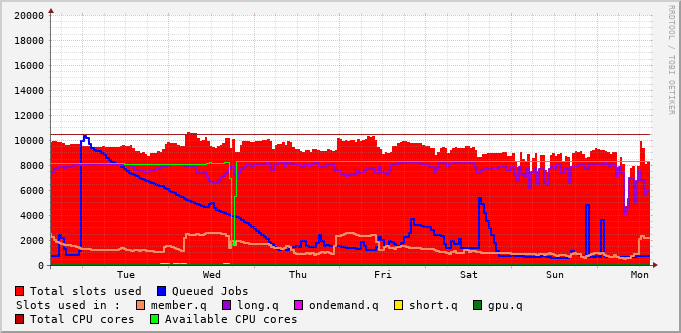 20000
18000
16000
14000
12000
10000
8000
6000
4000
2000
0
Tue Wed Thu Fri Sat Sun Mon
RRDTOOL / TOBI OETIKER
Total slots used Queued Jobs
Slots used in : member.q long.q ondemand.q short.q gpu.q
Total CPU cores Available CPU cores